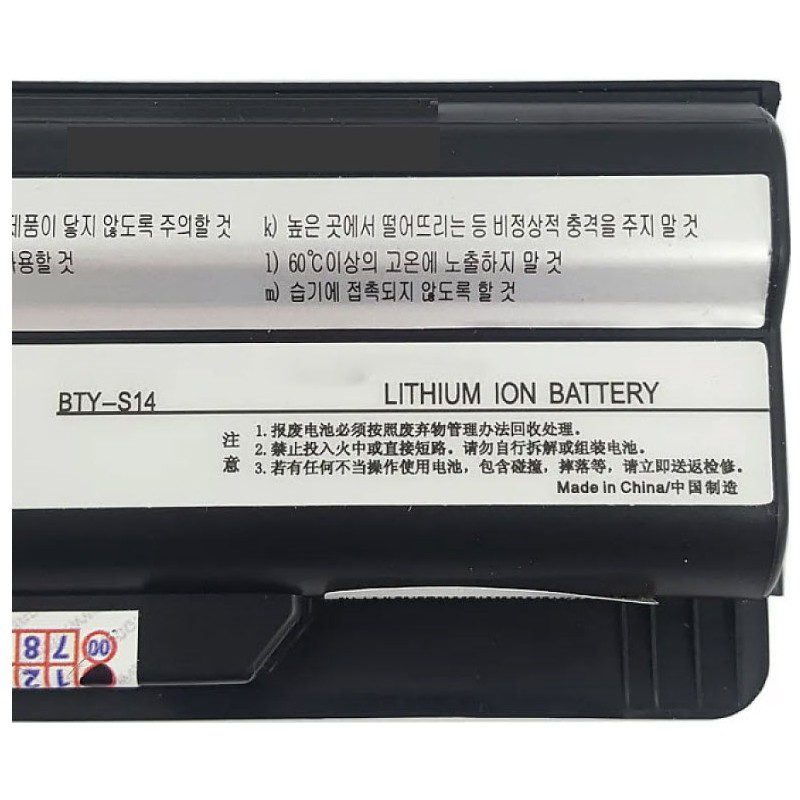 제품이 닿지 않도록 주의할 것
사용할 것
k) 높은 곳에서 떨어뜨리는 등 비정상적 충격을 주지 말 것
l) 60℃이상의 고온에 노출하지 말 것
m) 습기에 접촉되지 않도록 할 것
BTY-S14
LITHIUM ION BATTERY
注意
1. 报废电池必须按照废弃物管理办法回收处理.
2. 禁止投入火中或直接短路. 请勿自行拆解或组装电池.
3. 若有任何不当操作使用电池, 包含碰撞, 摔落等, 请立即送返检修.
Made in China/中国制造
00 7 8
1 2